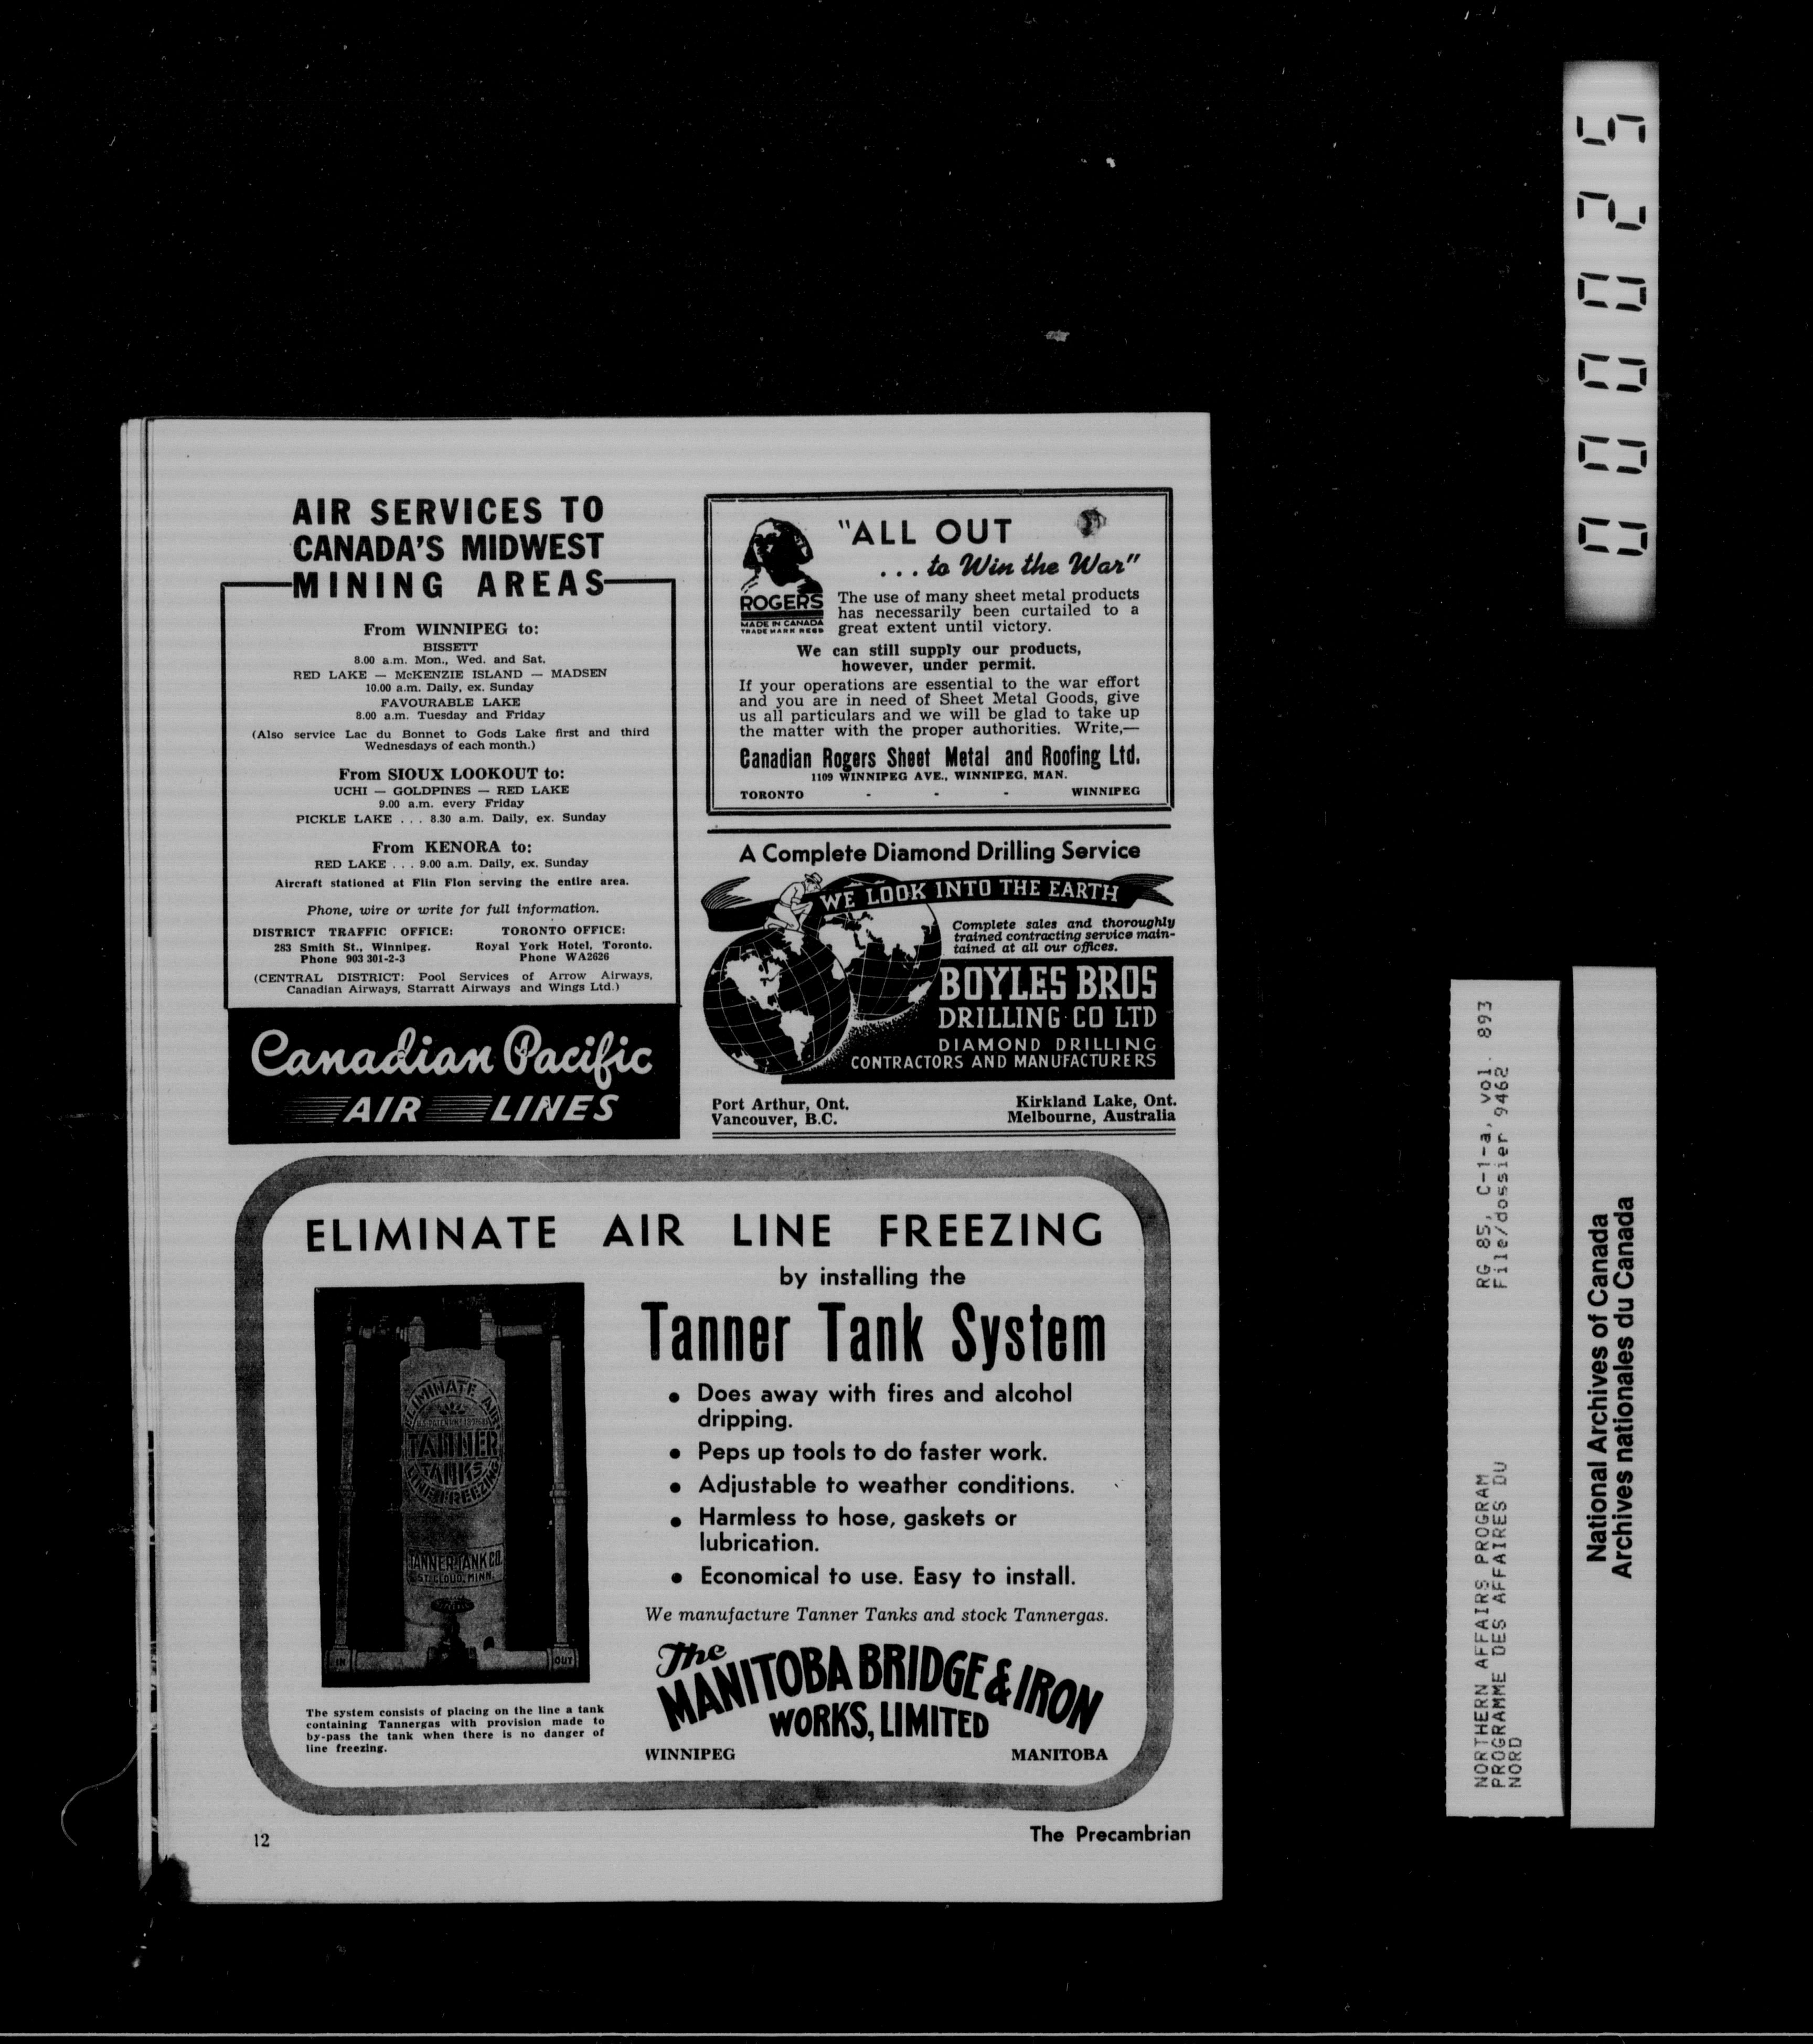 AIR SERVICES TO
CANADA'S MIDWEST
MINING AREAS
From WINNIPEG to:
BISSETT
8.00 a.m. Mon., Wed. and Sat.
RED LAKE — McKENZIE ISLAND — MADSEN
10.00 a.m. Daily, ex. Sunday
FAVOURABLE LAKE
8.00 a.m. Tuesday and Friday
(Also service Lac du Bonnet to Gods Lake first and third
Wednesdays of each month.)
From SIOUX LOOKOUT to:
UCHI — GOLDPINES — RED LAKE
9.00 a.m. every Friday
PICKLE LAKE . . . 8.30 a.m. Daily, ex. Sunday
From KENORA to:
RED LAKE . . . 9.00 a.m. Daily, ex. Sunday
Aircraft stationed at Flin Flon serving the entire area.
Phone, wire or write for full information.
DISTRICT TRAFFIC OFFICE:
283 Smith St., Winnipeg.
Phone 903 301-2-3
TORONTO OFFICE:
Royal York Hotel, Toronto.
Phone WA2626
(CENTRAL DISTRICT: Pool Services of Arrow Airways,
Canadian Airways, Starratt Airways and Wings Ltd.)
Canadian Pacific
AIR LINES
ROGERS
MADE IN CANADA
TRADE MARK REGD
"ALL OUT
. . . to Win the War"
The use of many sheet metal products
has necessarily been curtailed to a
great extent until victory.
We can still supply our products,
however, under permit.
If your operations are essential to the war effort
and you are in need of Sheet Metal Goods, give
us all particulars and we will be glad to take up
the matter with the proper authorities. Write,—
Canadian Rogers Sheet Metal and Roofing Ltd.
1109 WINNIPEG AVE., WINNIPEG, MAN.
TORONTO - - - WINNIPEG
A Complete Diamond Drilling Service
WE LOOK INTO THE EARTH
Complete sales and thoroughly
trained contracting service main-
tained at all our offices.
BOYLES BROS
DRILLING CO LTD
DIAMOND DRILLING
CONTRACTORS AND MANUFACTURERS
Port Arthur, Ont.
Vancouver, B.C.
Kirkland Lake, Ont.
Melbourne, Australia
ELIMINATE AIR LINE FREEZING
by installing the
Tanner Tank System
• Does away with fires and alcohol
dripping.
• Peps up tools to do faster work.
• Adjustable to weather conditions.
• Harmless to hose, gaskets or
lubrication.
• Economical to use. Easy to install.
We manufacture Tanner Tanks and stock Tannergas.
The
MANITOBA BRIDGE & IRON
WORKS, LIMITED
WINNIPEG MANITOBA
ELIMINATE AIR
TANNER
TANKS
LINE FREEZING
TANNER TANK CO.
ST. CLOUD, MINN.
IN
OUT
The system consists of placing on the line a tank
containing Tannergas with provision made to
by-pass the tank when there is no danger of
line freezing.
12
The Precambrian
000025
RG 85, C-1-a, vol. 893
File/dossier 9462
NORTHERN AFFAIRS PROGRAM
PROGRAMME DES AFFAIRES DU
NORD
National Archives of Canada
Archives nationales du Canada